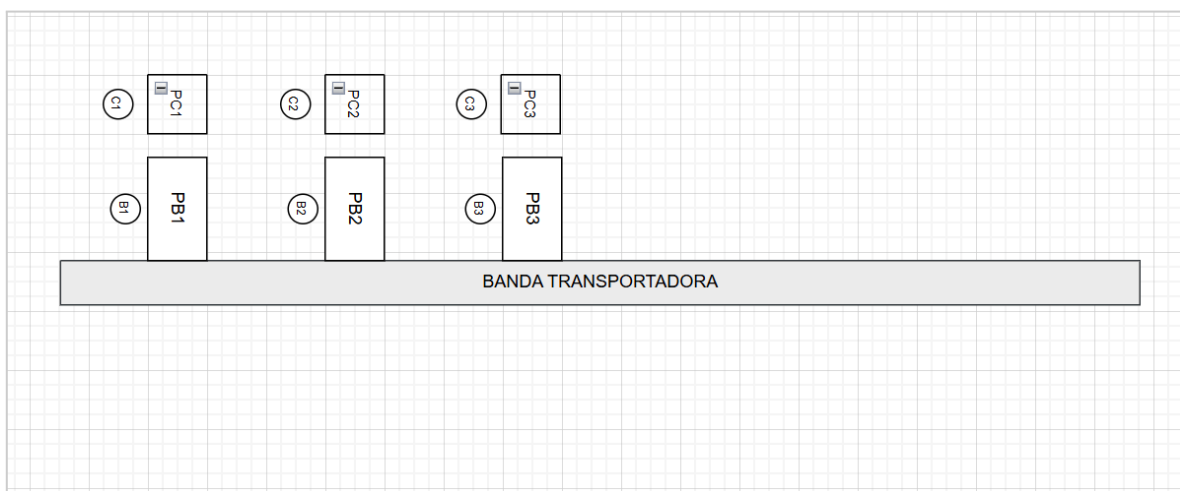 C1
PC1
C2
PC2
C3
PC3
B1
PB1
B2
PB2
B3
PB3
BANDA TRANSPORTADORA